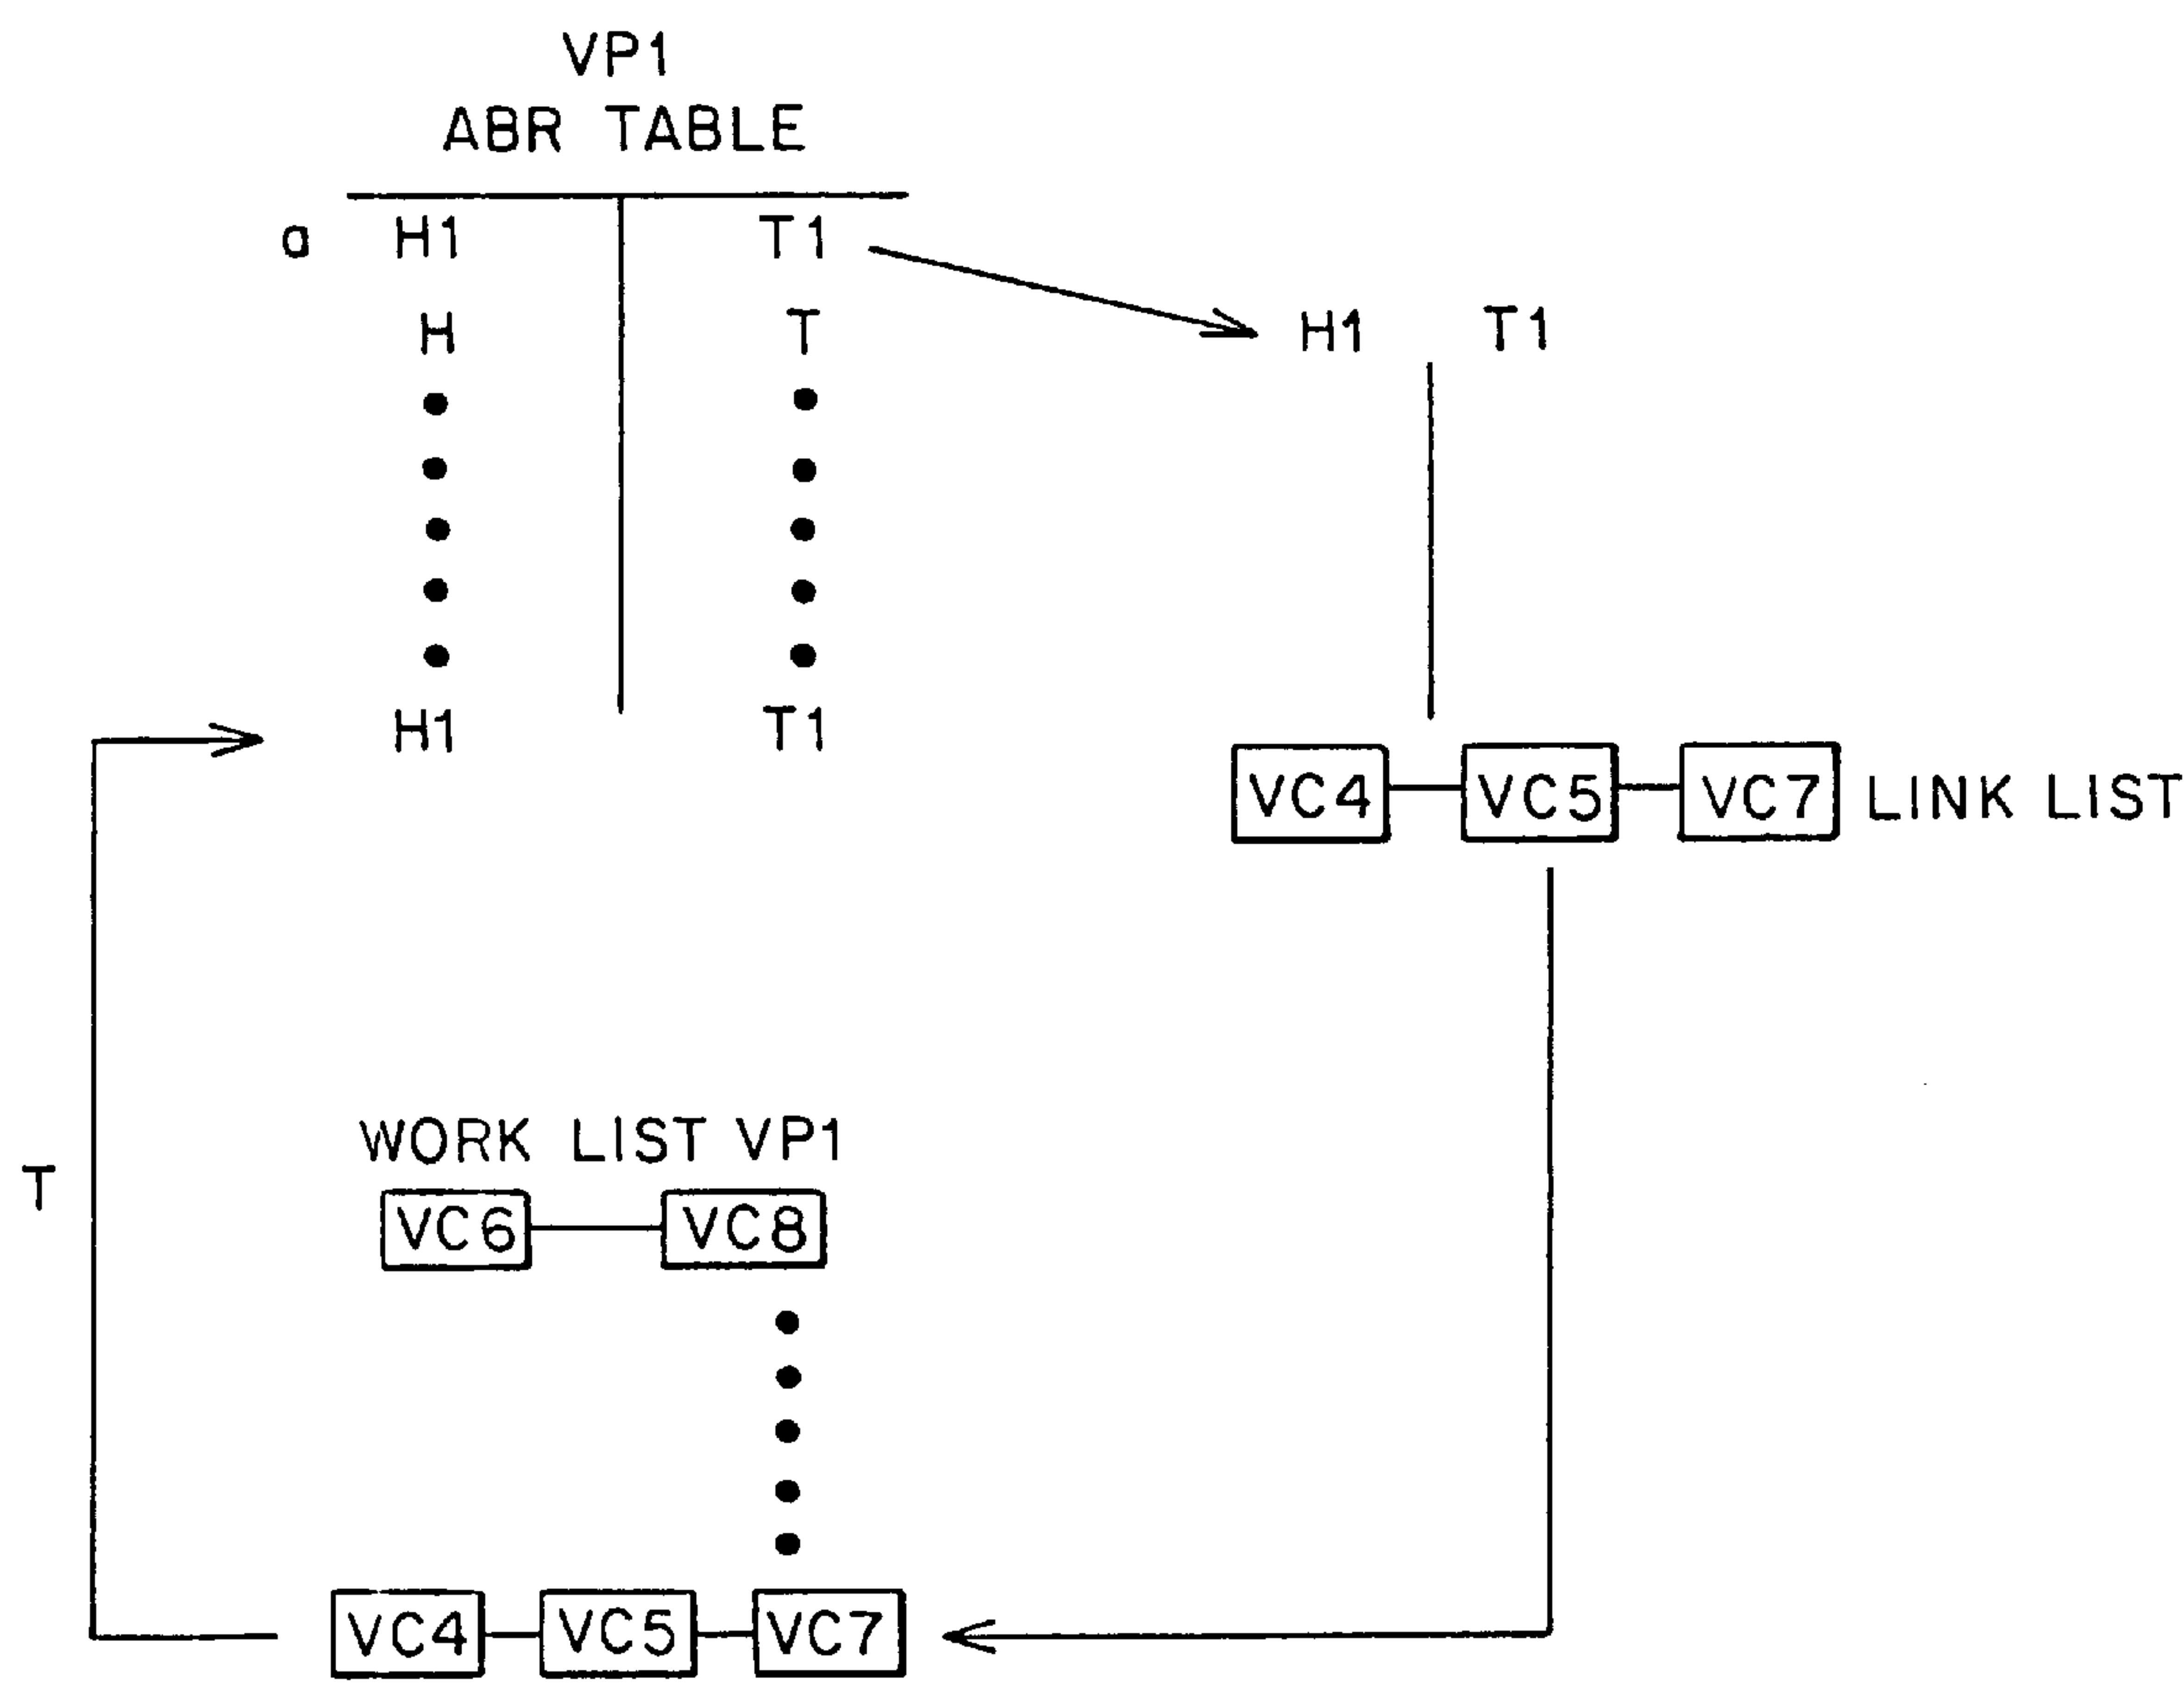 VP1
ABR TABLE
a H1 T1
H T
H1 T1
H1 T1
VC4 VC5 VC7 LINK LIST
T
WORK LIST VP1
VC6 VC8
VC4 VC5 VC7